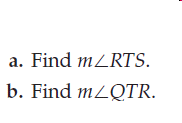 a. Find m∠RTS.
b. Find m∠QTR.